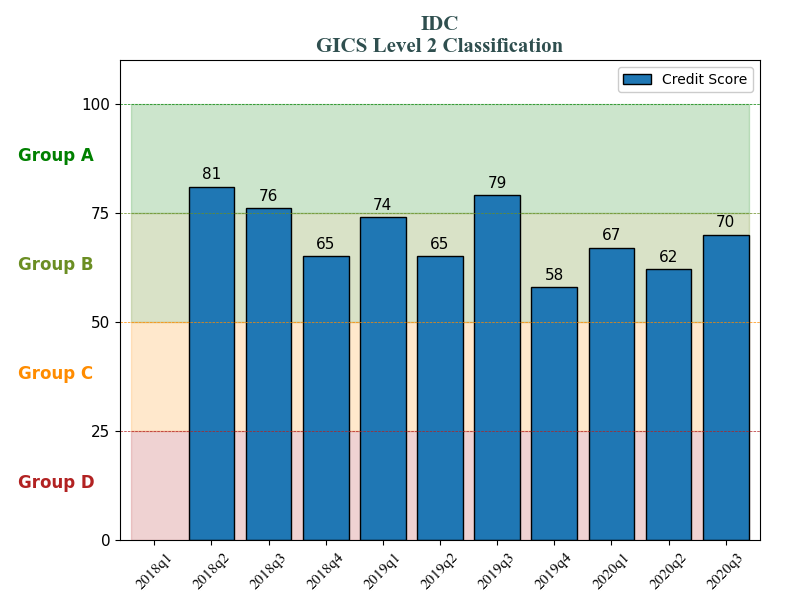 IDC
GICS Level 2 Classification
Credit Score
100
Group A
75
Group B
50
Group C
25
Group D
0
81
76
65
74
65
79
58
67
62
70
2018q1
2018q2
2018q3
2018q4
2019q1
2019q2
2019q3
2019q4
2020q1
2020q2
2020q3